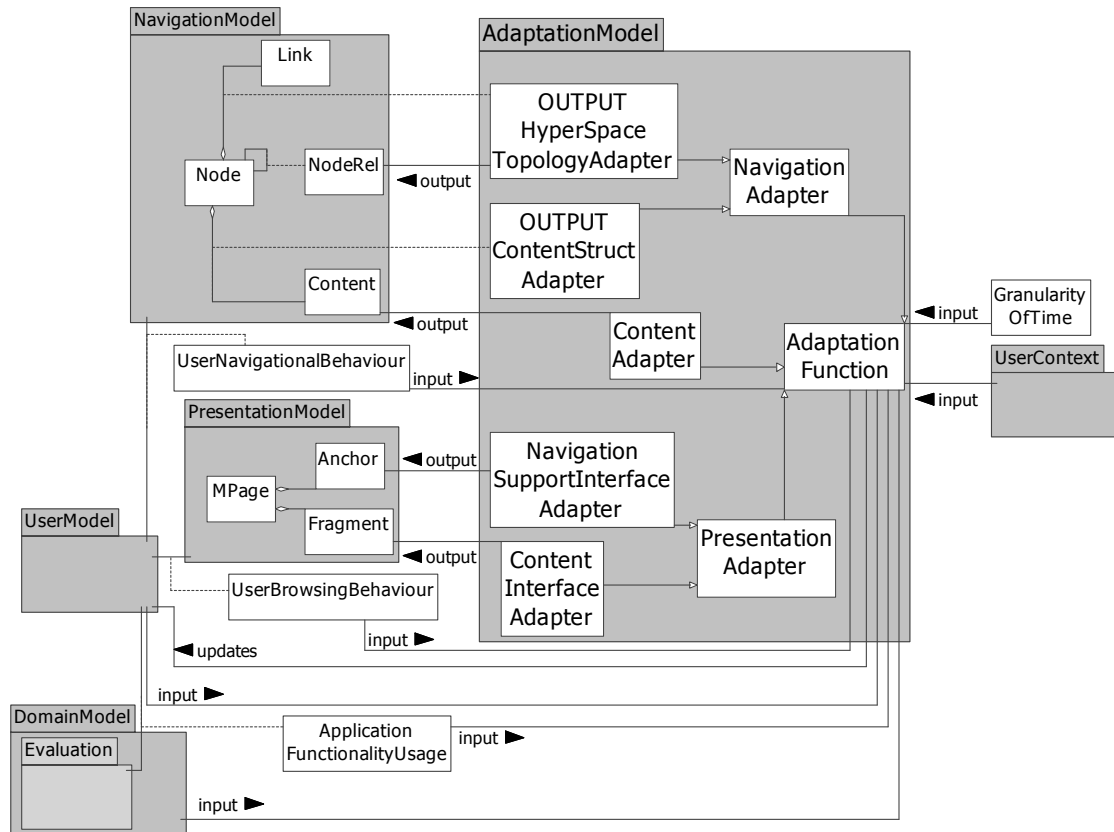 NavigationModel
AdaptationModel
Link
OUTPUT
HyperSpace
TopologyAdapter
Node
NodeRel
output
Navigation
Adapter
OUTPUT
ContentStruct
Adapter
Content
output
Content
Adapter
Adaptation
Function
input
Granularity
OfTime
UserContext
input
UserNavigationalBehaviour
input
PresentationModel
Anchor
output
MPage
Fragment
output
Navigation
SupportInterface
Adapter
Presentation
Adapter
Content
Interface
Adapter
UserModel
UserBrowsingBehaviour
input
updates
input
DomainModel
Evaluation
Application
FunctionalityUsage
input
input